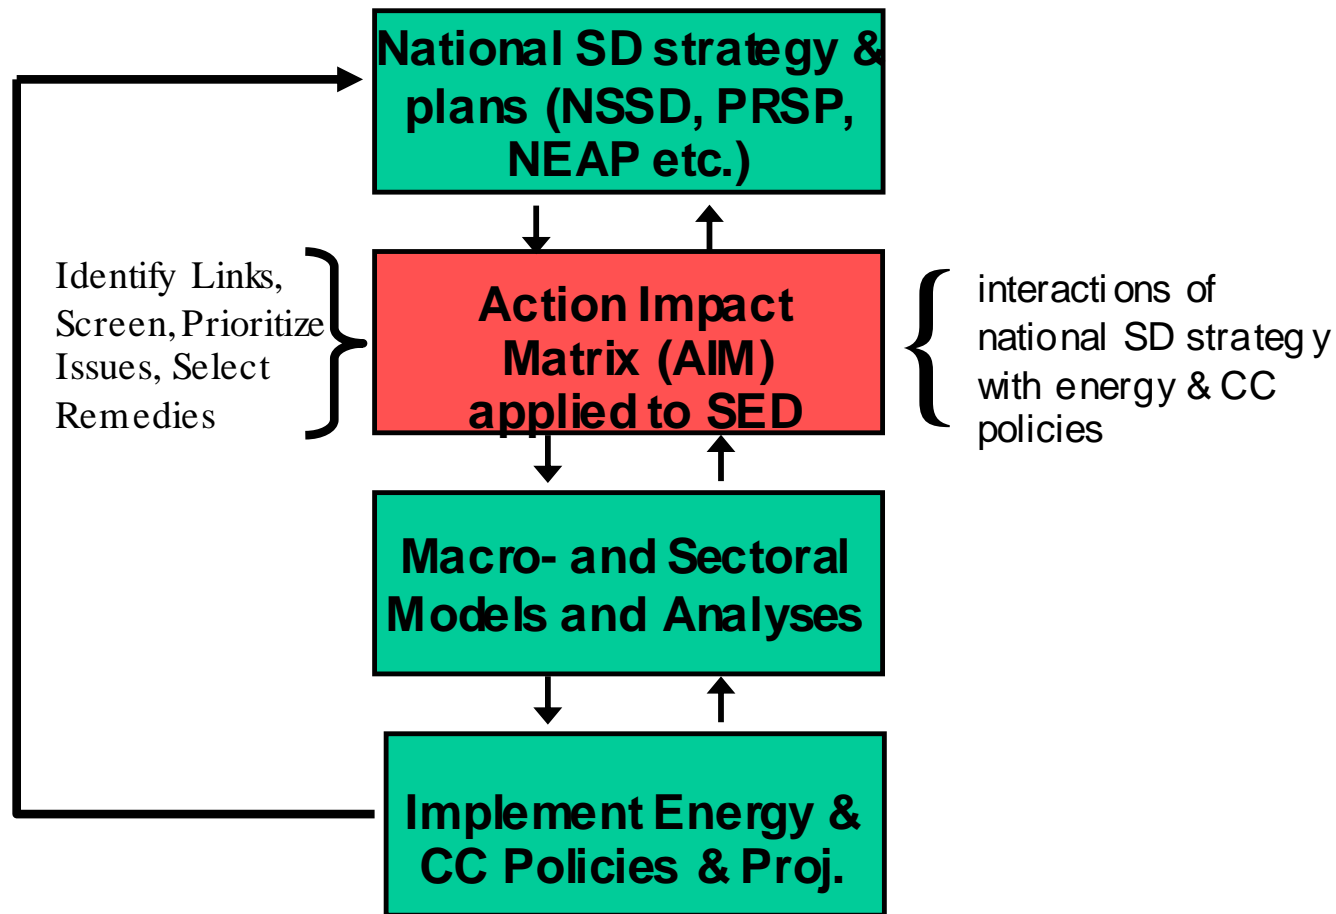 National SD strategy &
plans (NSSD, PRSP,
NEAP etc.)
Identify Links,
Screen, Prioritize
Issues, Select
Remedies
Action Impact
Matrix (AIM)
applied to SED
interactions of
national SD strategy
with energy & CC
policies
Macro- and Sectoral
Models and Analyses
Implement Energy &
CC Policies & Proj.